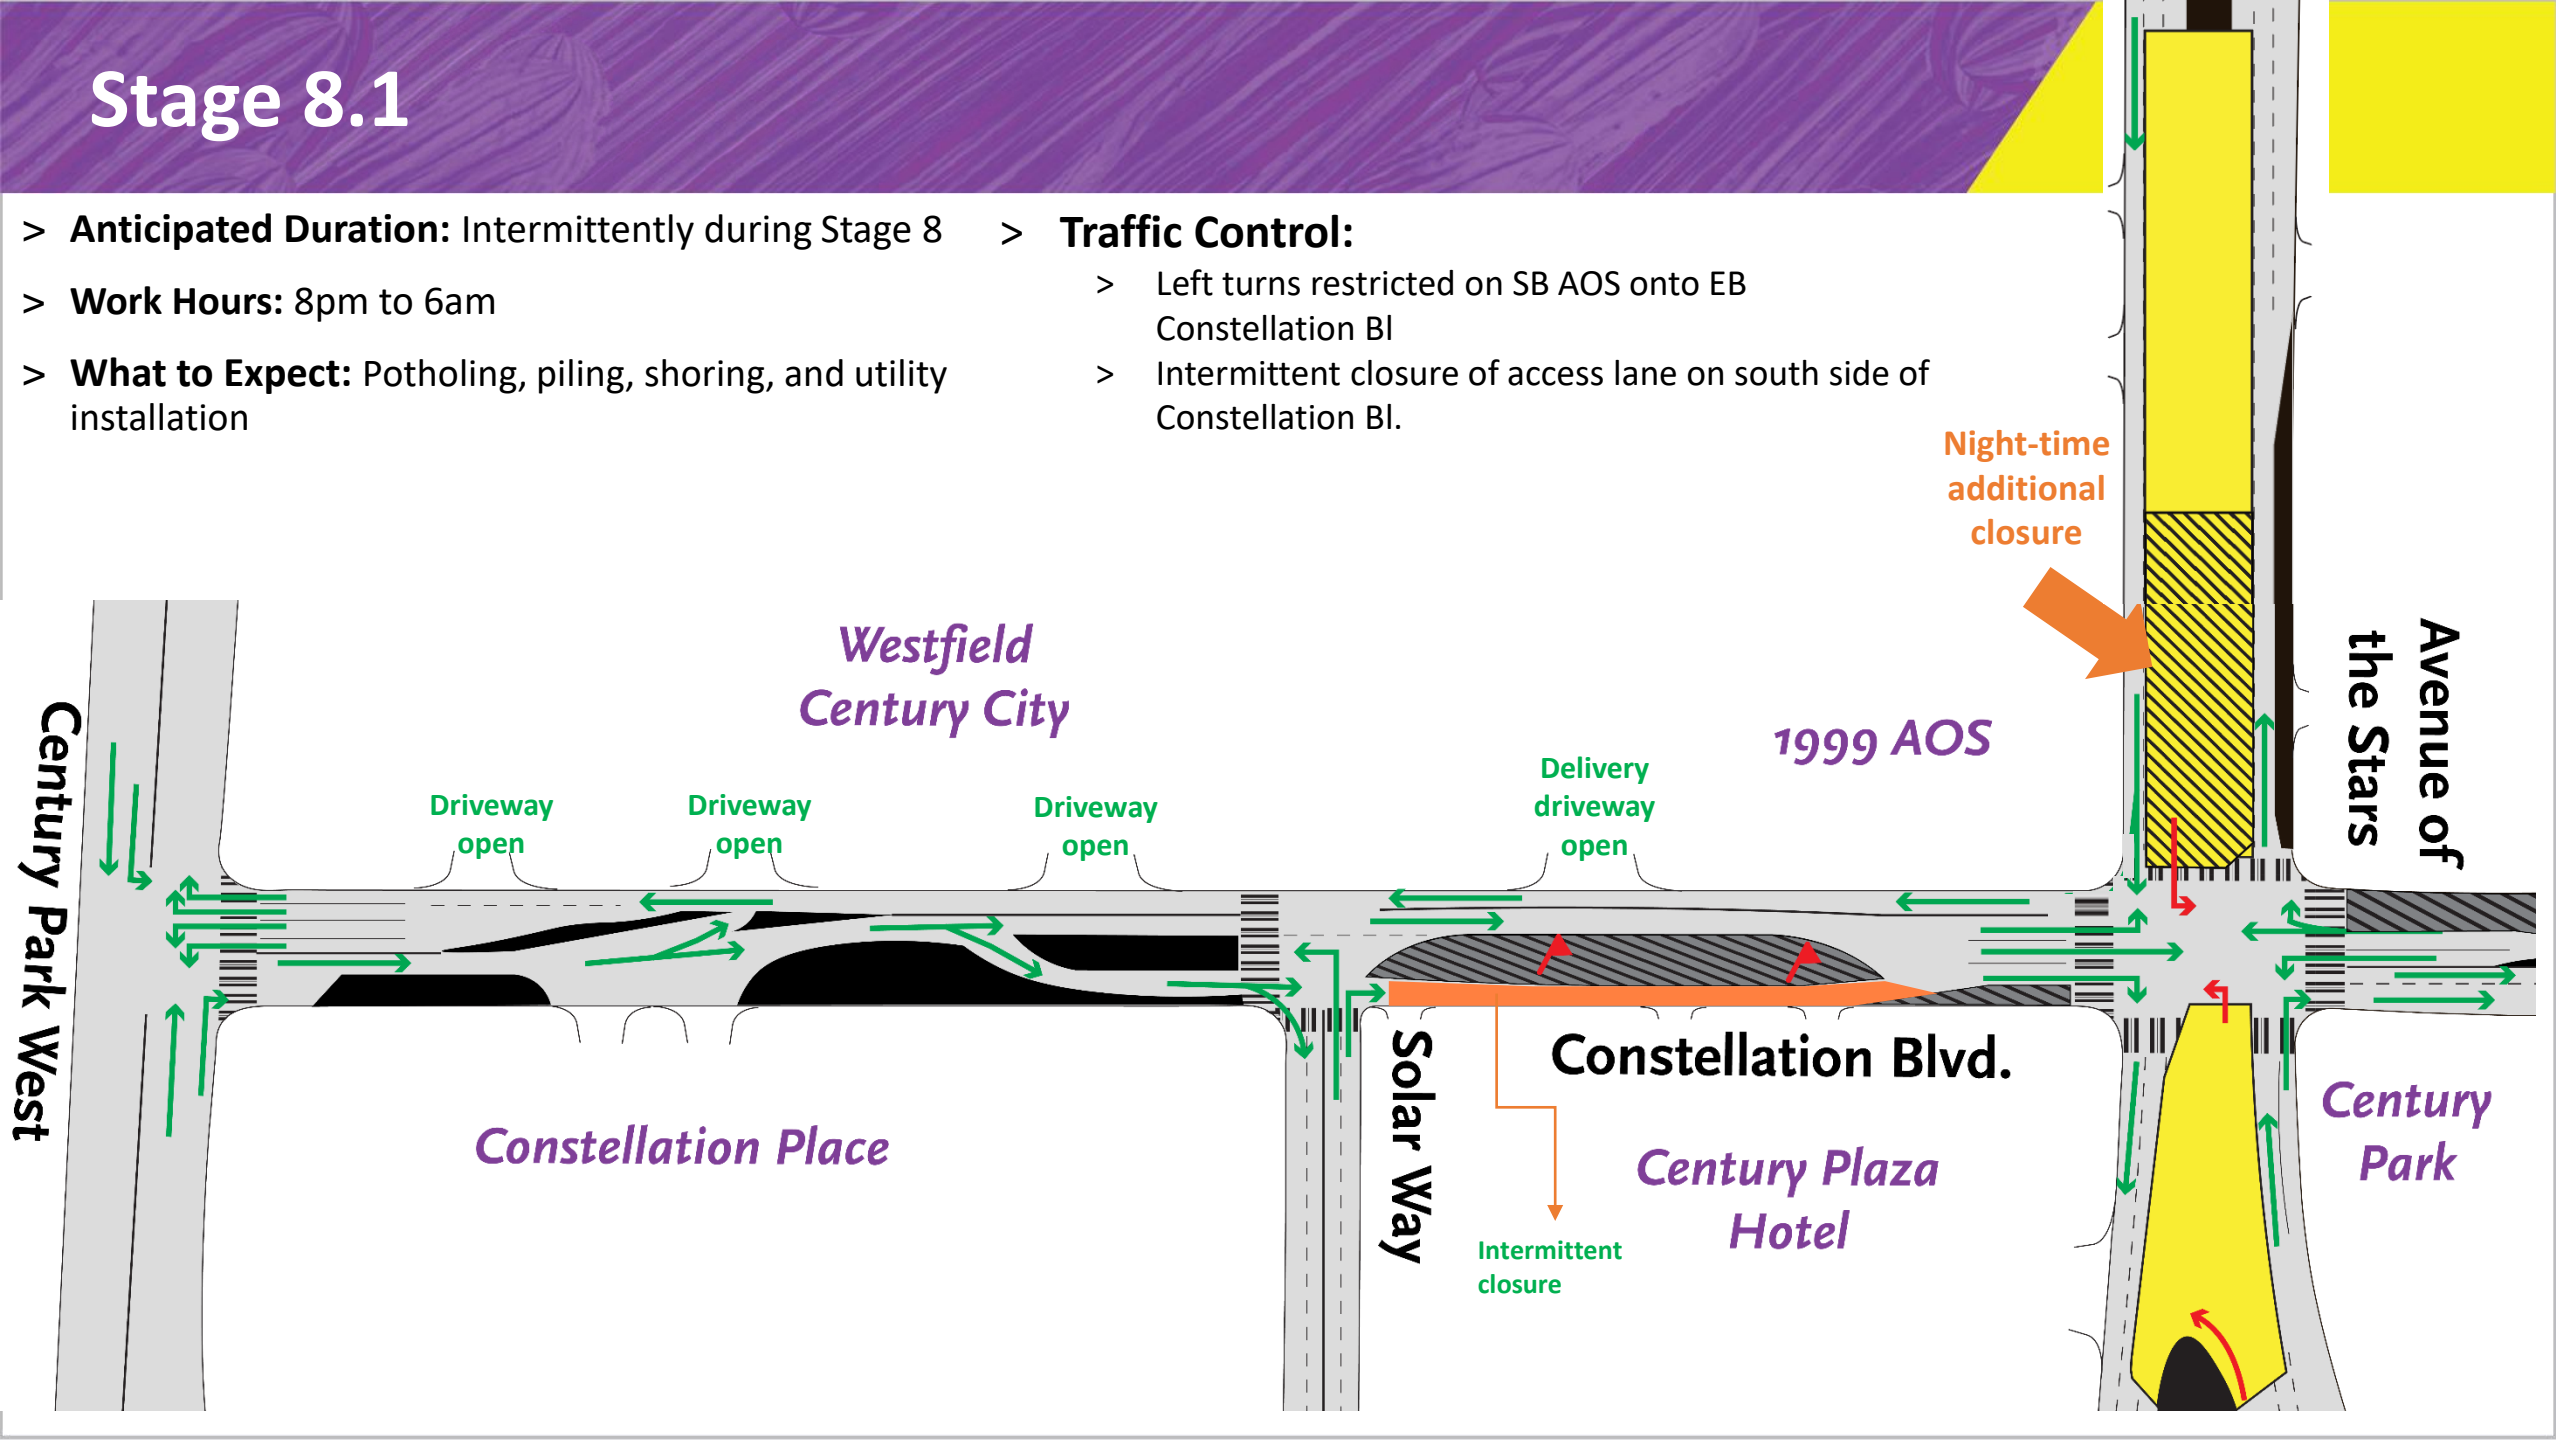 Stage 8.1
> Anticipated Duration: Intermittently during Stage 8
> Work Hours: 8pm to 6am
> What to Expect: Potholing, piling, shoring, and utility
installation
> Traffic Control:
> Left turns restricted on SB AOS onto EB
Constellation Bl
> Intermittent closure of access lane on south side of
Constellation Bl.
Night-time
additional
closure
Westfield
Century City
1999 AOS
Avenue of
the Stars
Century Park West
Driveway
open
Driveway
open
Driveway
open
Delivery
driveway
open
Solar Way
Constellation Blvd.
Constellation Place
Century Plaza
Hotel
Century
Park
Intermittent
closure